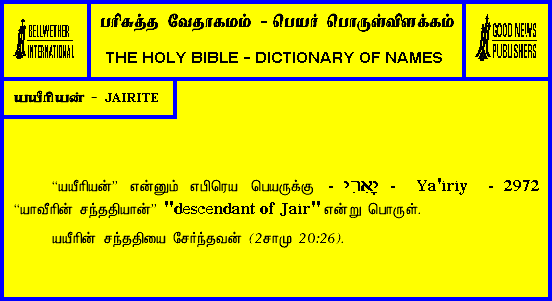 BELLWETHER
INTERNATIONAL
பரிசுத்த வேதாகமம் - பெயர் பொருள்விளக்கம்
THE HOLY BIBLE - DICTIONARY OF NAMES
GOOD NEWS
PUBLISHERS
யயீரியன் - JAIRITE
“யயீரியன்” என்னும் எபிரெய பெயருக்கு - יָאִרִי - Ya'iriy - 2972
“யாவீரின் சந்ததியான்” "descendant of Jair" என்று பொருள்.
யயீரின் சந்ததியை சேர்ந்தவன் (2சாமு 20:26).